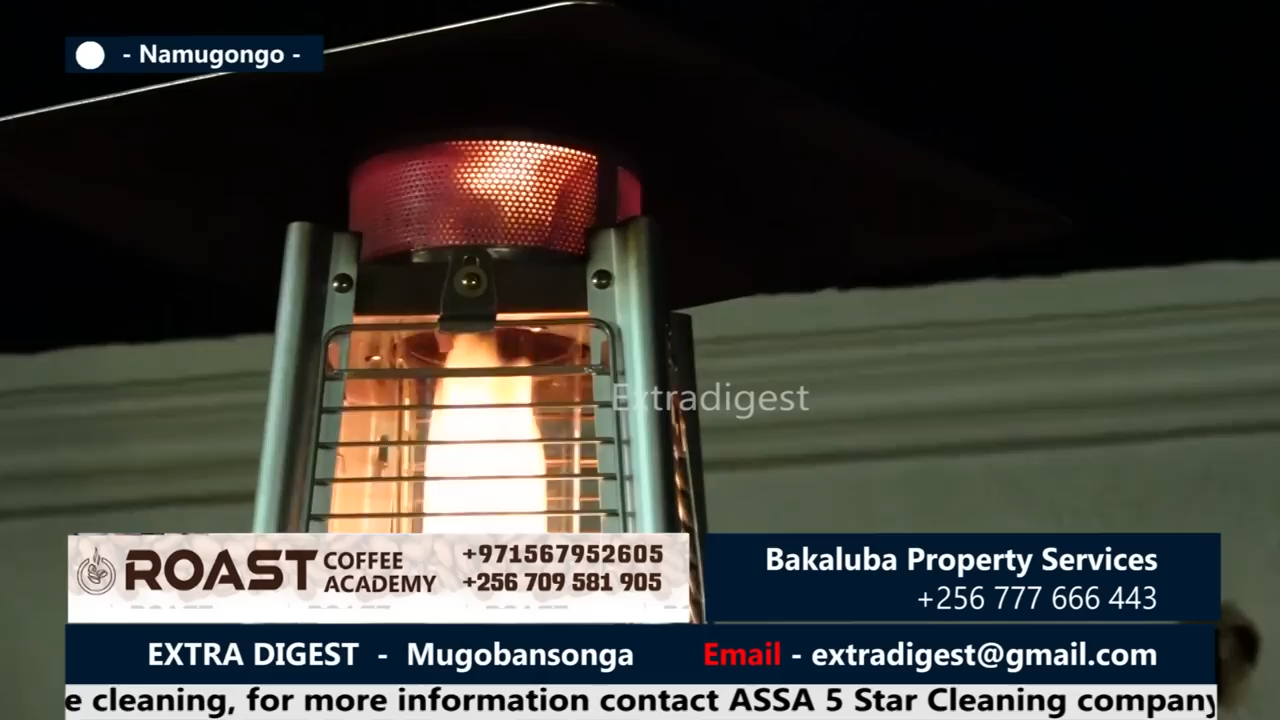 - Namugongo -
Extradigest
ROAST COFFEE ACADEMY
+971567952605
+256 709 581 905
Bakaluba Property Services
+256 777 666 443
EXTRA DIGEST - Mugobansonga
Email - extradigest@gmail.com
e cleaning, for more information contact ASSA 5 Star Cleaning company